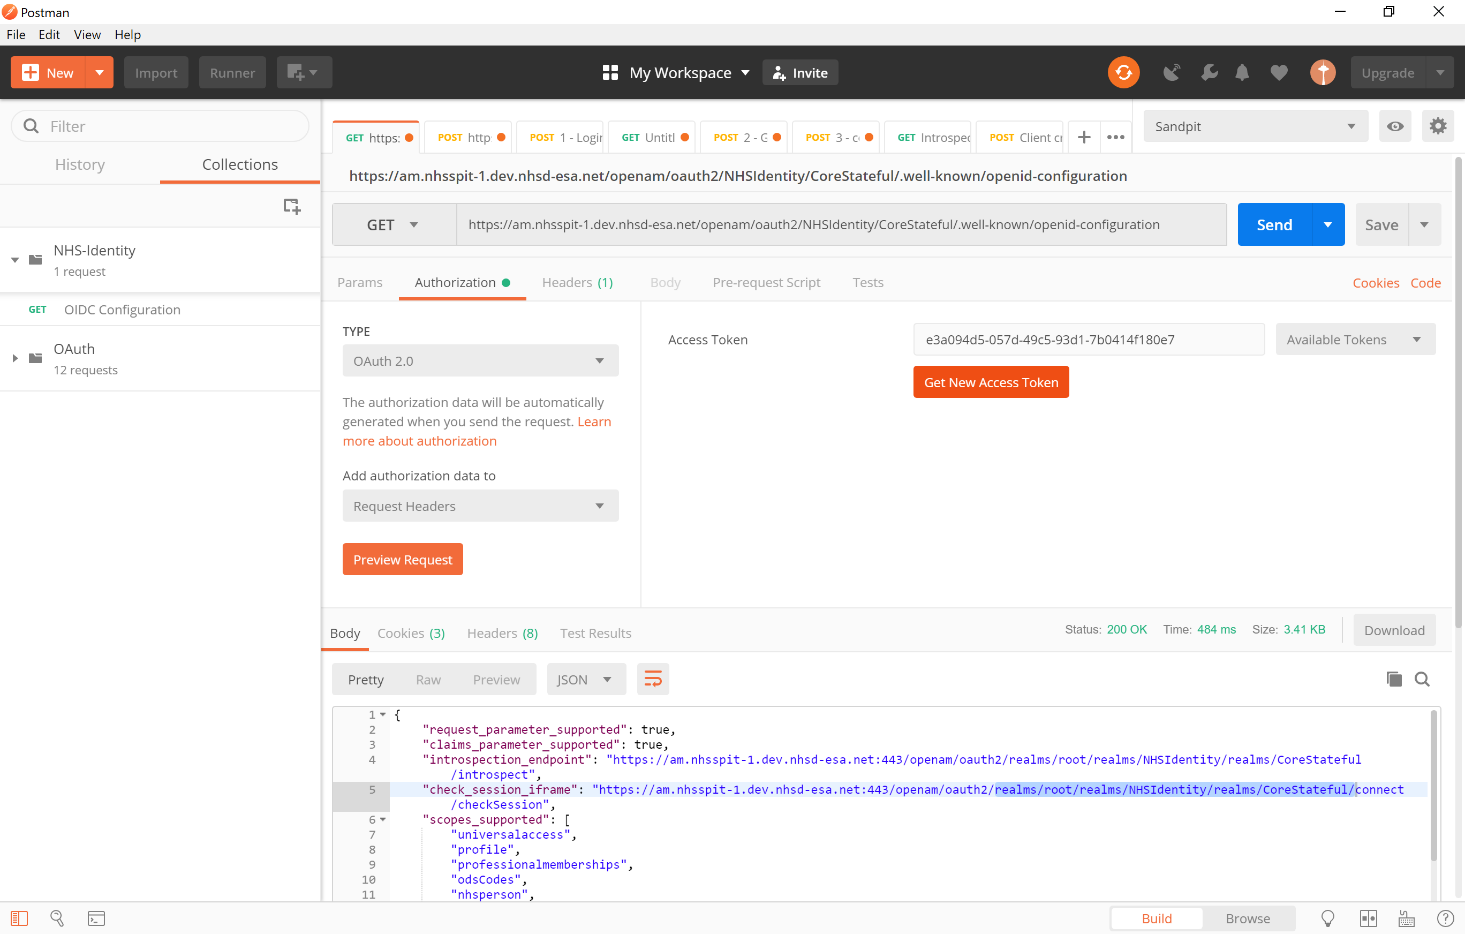 Postman
File Edit View Help
New Import Runner My Workspace Invite Upgrade
Filter
History Collections
NHS-Identity
1 request
GET OIDC Configuration
OAuth
12 requests
GET https: POST http POST 1 - Login GET Untitl POST 2 - G POST 3 - c GET Introspec POST Client cr
Sandpit
https://am.nhsspit-1.dev.nhsd-esa.net/openam/oauth2/NHSIdentity/CoreStateful/.well-known/openid-configuration
GET https://am.nhsspit-1.dev.nhsd-esa.net/openam/oauth2/NHSIdentity/CoreStateful/.well-known/openid-configuration Send Save
Params Authorization Headers (1) Body Pre-request Script Tests Cookies Code
TYPE
OAuth 2.0
The authorization data will be automatically
generated when you send the request. Learn
more about authorization
Add authorization data to
Request Headers
Preview Request
Access Token e3a094d5-057d-49c5-93d1-7b0414f180e7 Available Tokens
Get New Access Token
Body Cookies (3) Headers (8) Test Results Status: 200 OK Time: 484 ms Size: 3.41 KB Download
Pretty Raw Preview JSON
1 {
2 "request_parameter_supported": true,
3 "claims_parameter_supported": true,
4 "introspection_endpoint": "https://am.nhsspit-1.dev.nhsd-esa.net:443/openam/oauth2/realms/root/realms/NHSIdentity/realms/CoreStateful
/introspect",
5 "check_session_iframe": "https://am.nhsspit-1.dev.nhsd-esa.net:443/openam/oauth2/realms/root/realms/NHSIdentity/realms/CoreStateful/connect
/checkSession",
6 "scopes_supported": [
7 "universalaccess",
8 "profile",
9 "professionalmemberships",
10 "odsCodes",
11 "nhsperson",
Build Browse